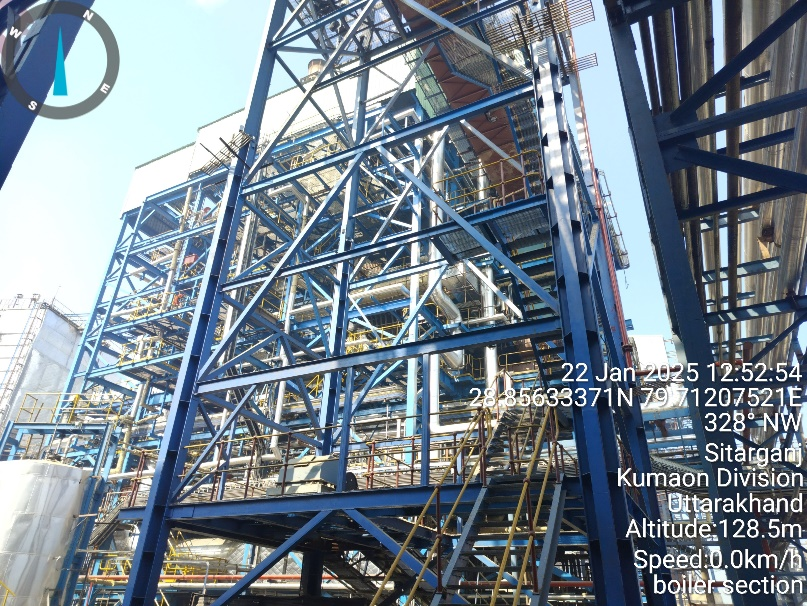 N
W
E
S
22 Jan 2025 12:52:54
28.85633371N 79.71207521E
328° NW
Sitarganj
Kumaon Division
Uttarakhand
Altitude:128.5m
Speed:0.0km/h
boiler section